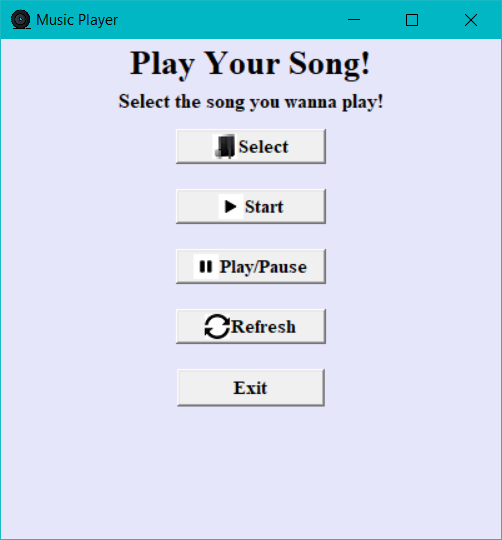 Music Player
Play Your Song!
Select the song you wanna play!
Select
Start
Play/Pause
Refresh
Exit